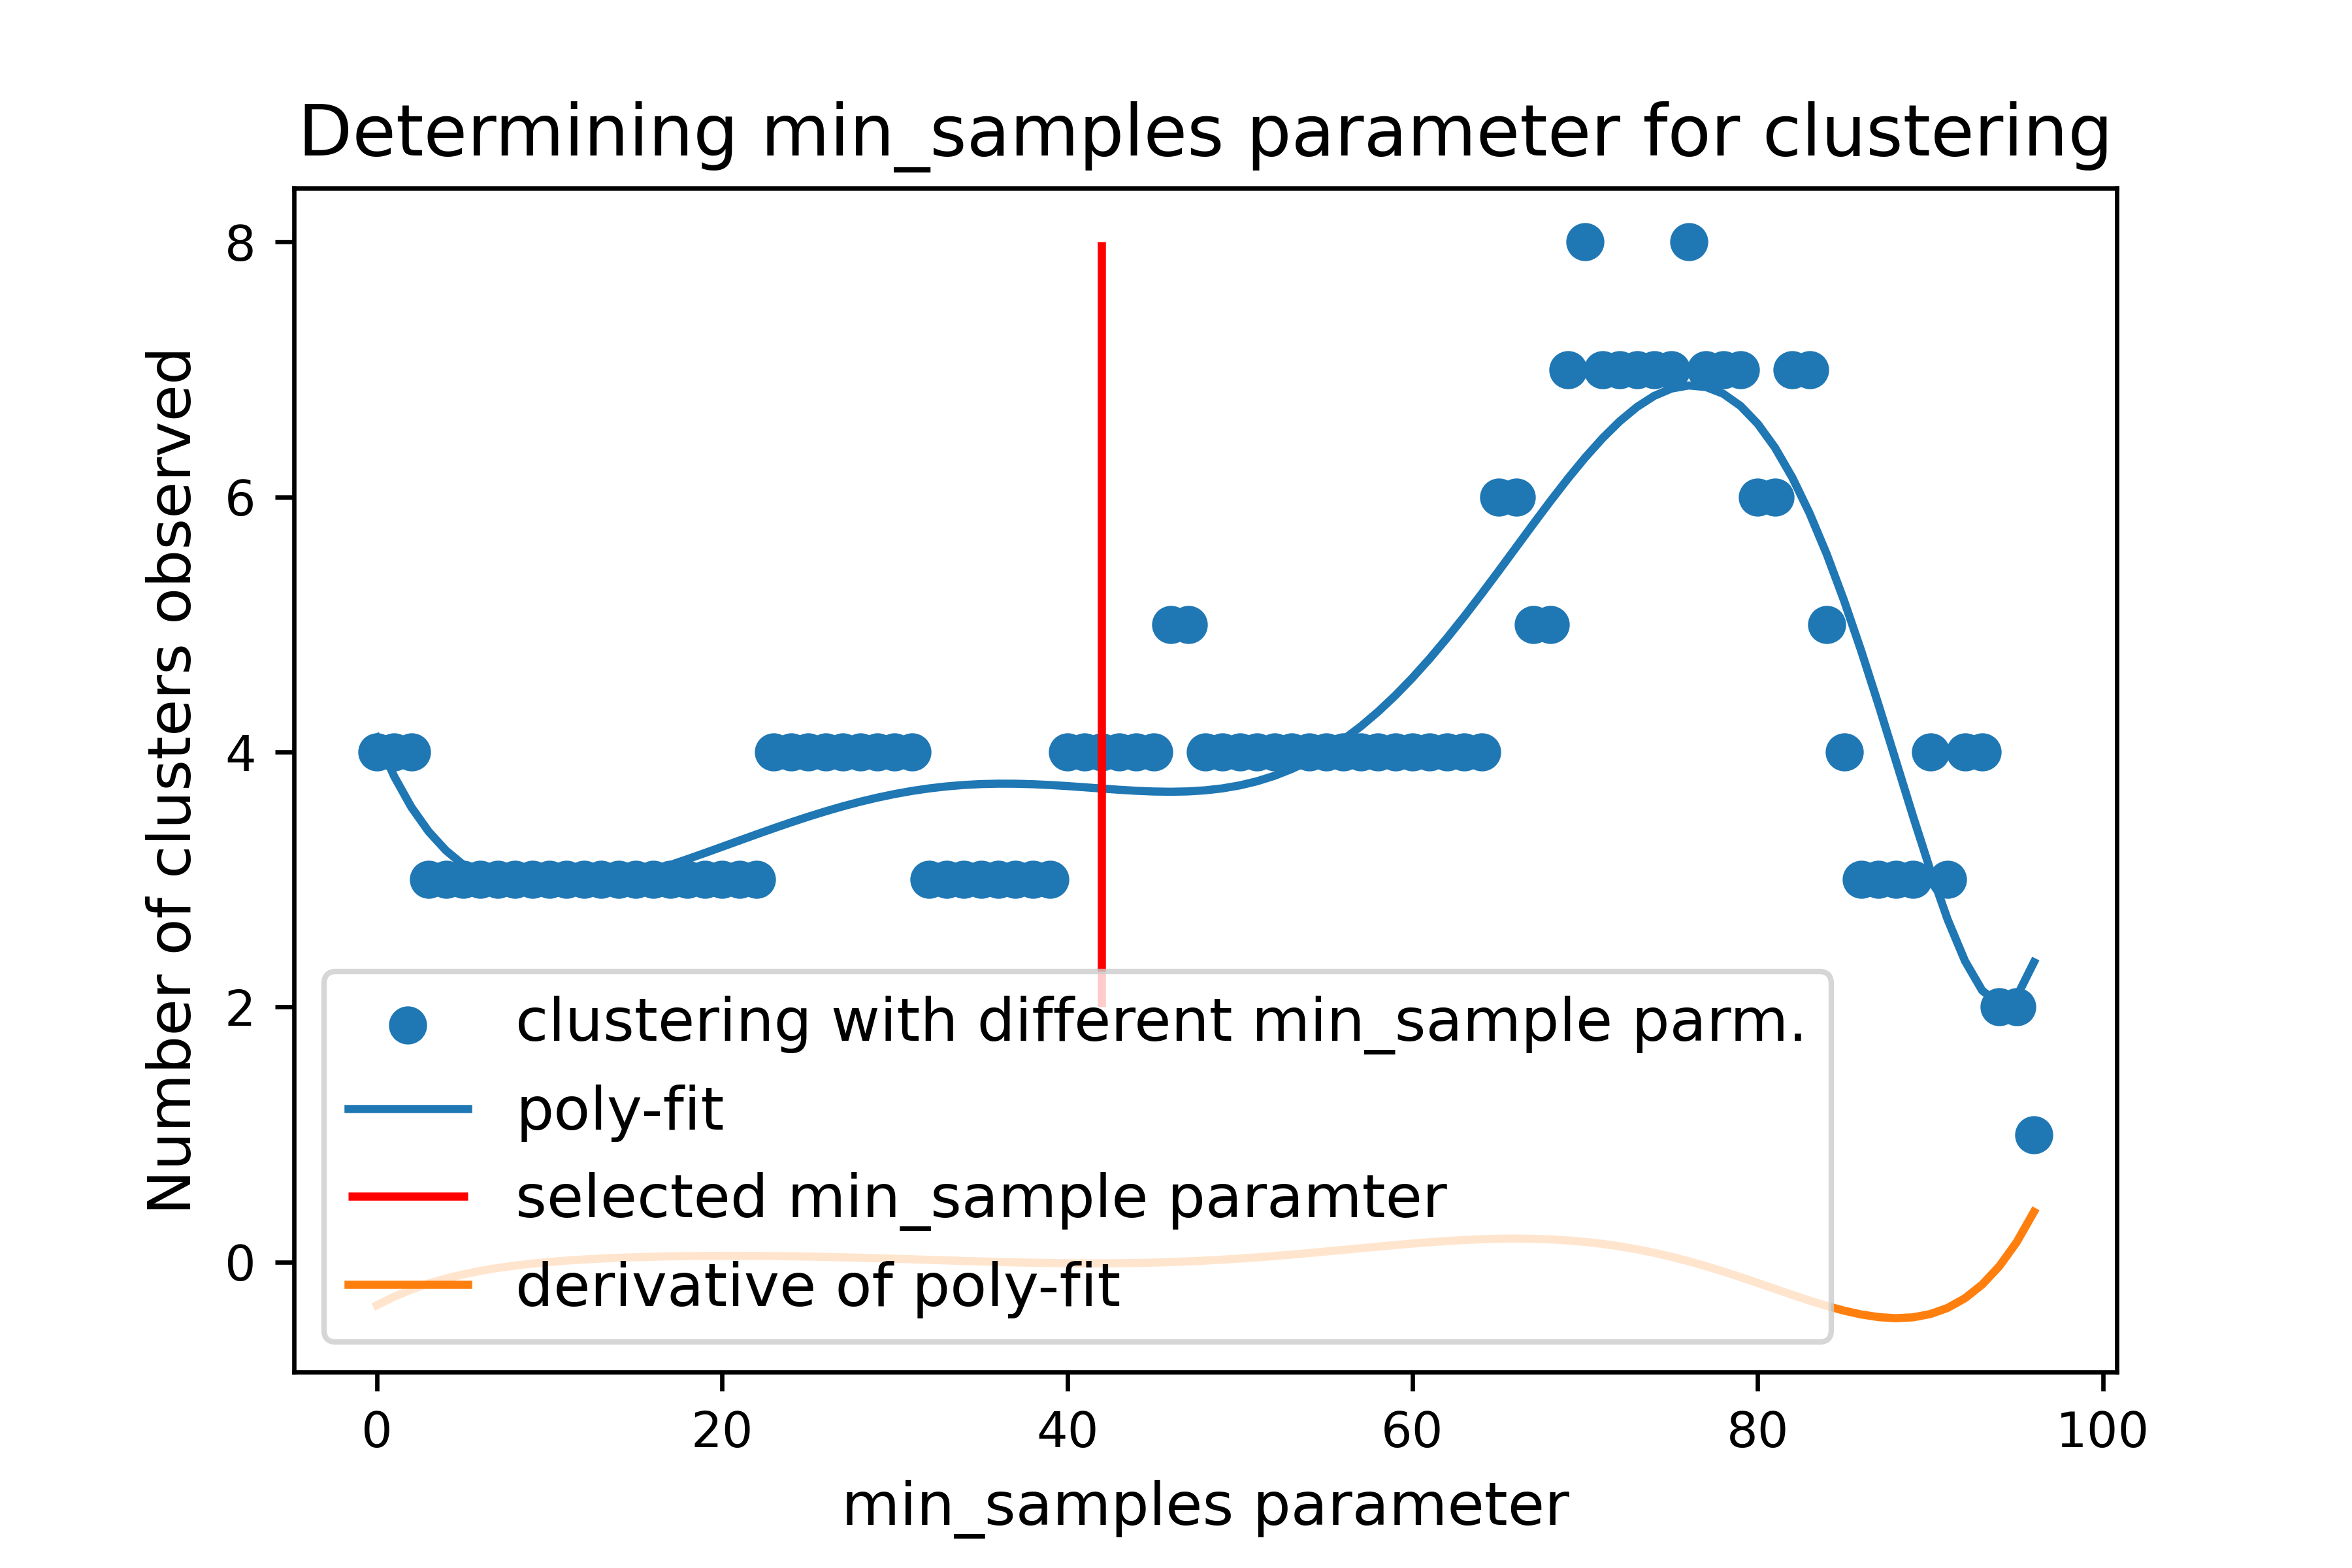 Determining min_samples parameter for clustering
Number of clusters observed
8
6
4
2
0
clustering with different min_sample parm.
poly-fit
selected min_sample paramter
derivative of poly-fit
0 20 40 60 80 100
min_samples parameter